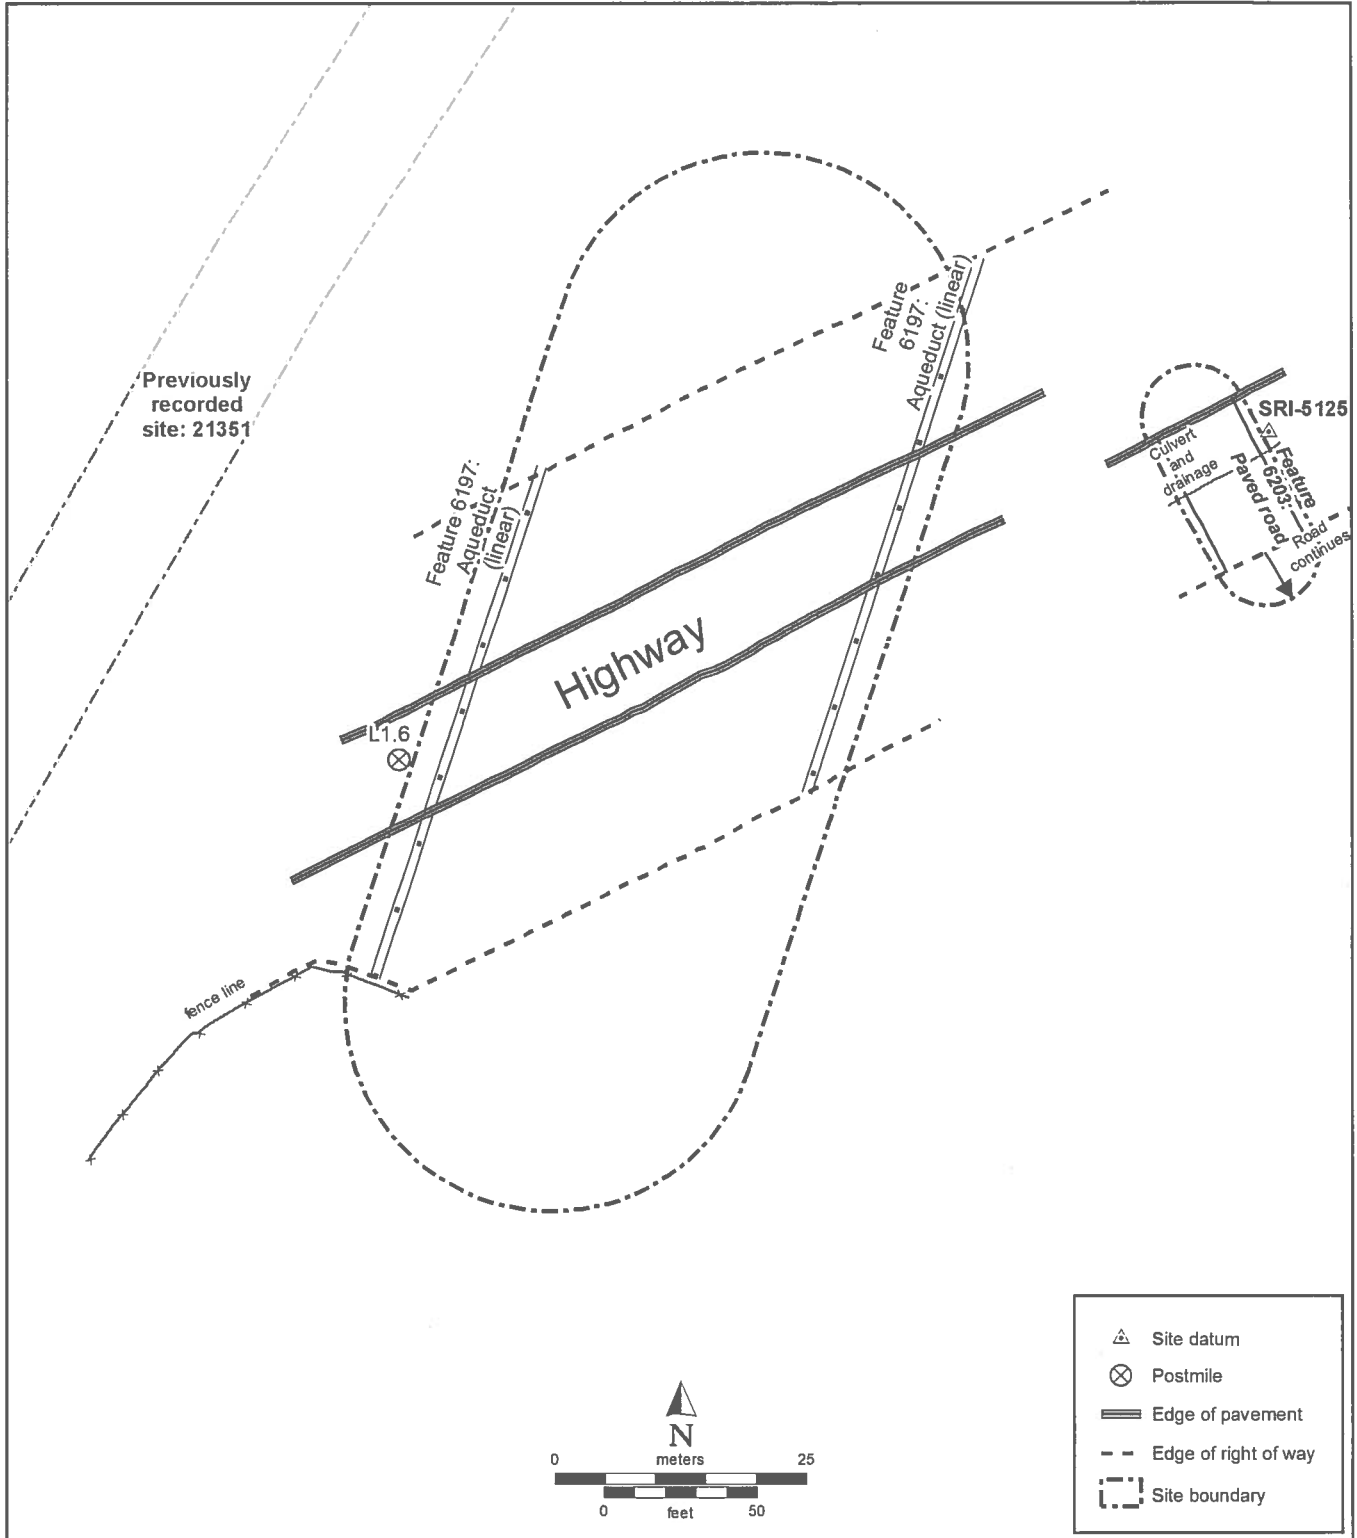 Previously
recorded
site: 21351
Feature
6197:
Aqueduct (linear)
Feature 6197:
Aqueduct
(linear)
Highway
L1.6
fence line
SRI-5125
Culvert
and
drainage
Feature
6203:
Paved road
Road
continues
N
meters
0 25
0 50
feet
Site datum
Postmile
Edge of pavement
Edge of right of way
Site boundary